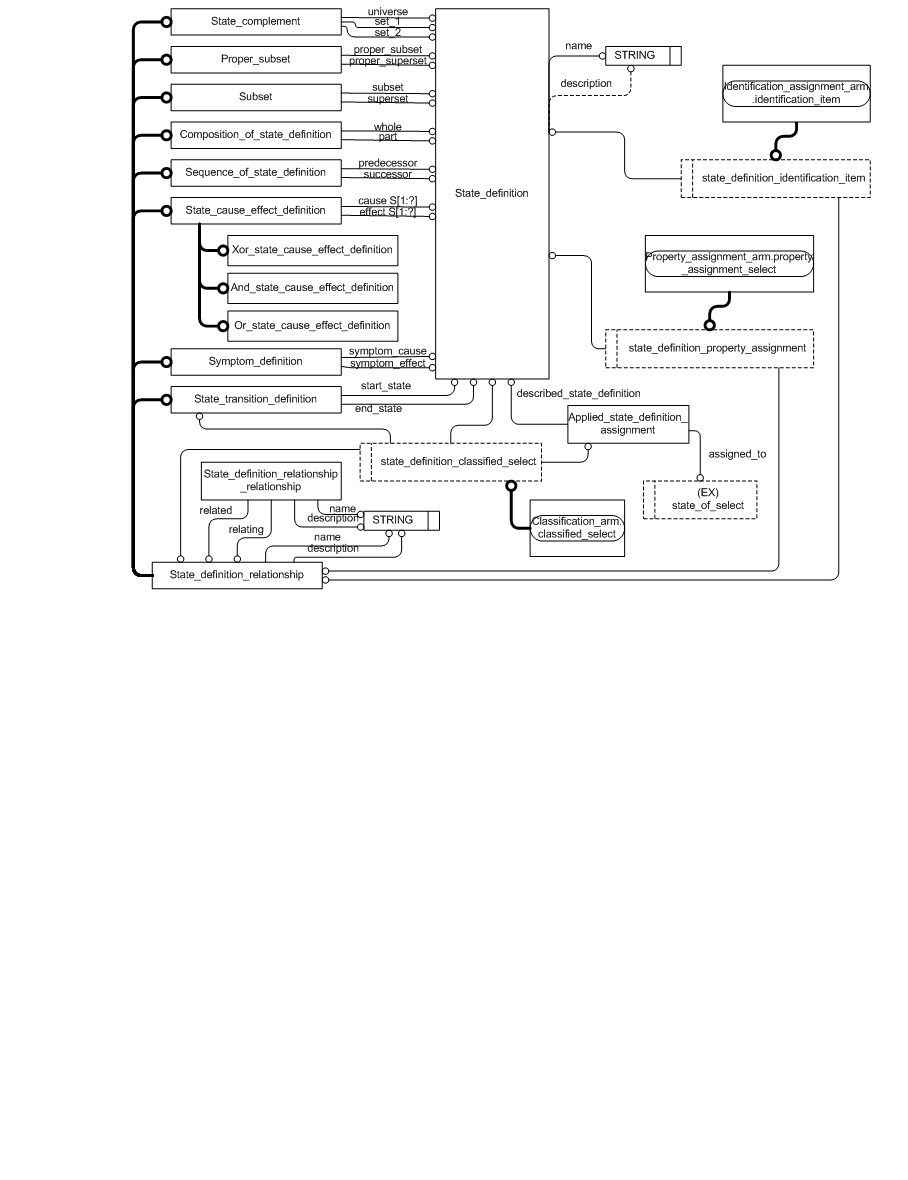 State_complement
universe
set_1
set_2
Proper_subset
proper_subset
proper_superset
Subset
subset
superset
Composition_of_state_definition
whole
part
Sequence_of_state_definition
predecessor
successor
State_cause_effect_definition
cause S[1:?]
effect S[1:?]
Xor_state_cause_effect_definition
And_state_cause_effect_definition
Or_state_cause_effect_definition
Symptom_definition
symptom_cause
symptom_effect
State_transition_definition
start_state
end_state
State_definition
name
STRING
description
Identification_assignment_arm
.identification_item
state_definition_identification_item
Property_assignment_arm.property
_assignment_select
state_definition_property_assignment
described_state_definition
Applied_state_definition_
assignment
assigned_to
(EX)
state_of_select
state_definition_classified_select
Classification_arm.
classified_select
State_definition_relationship
_relationship
related
relating
name
description
STRING
name
description
State_definition_relationship